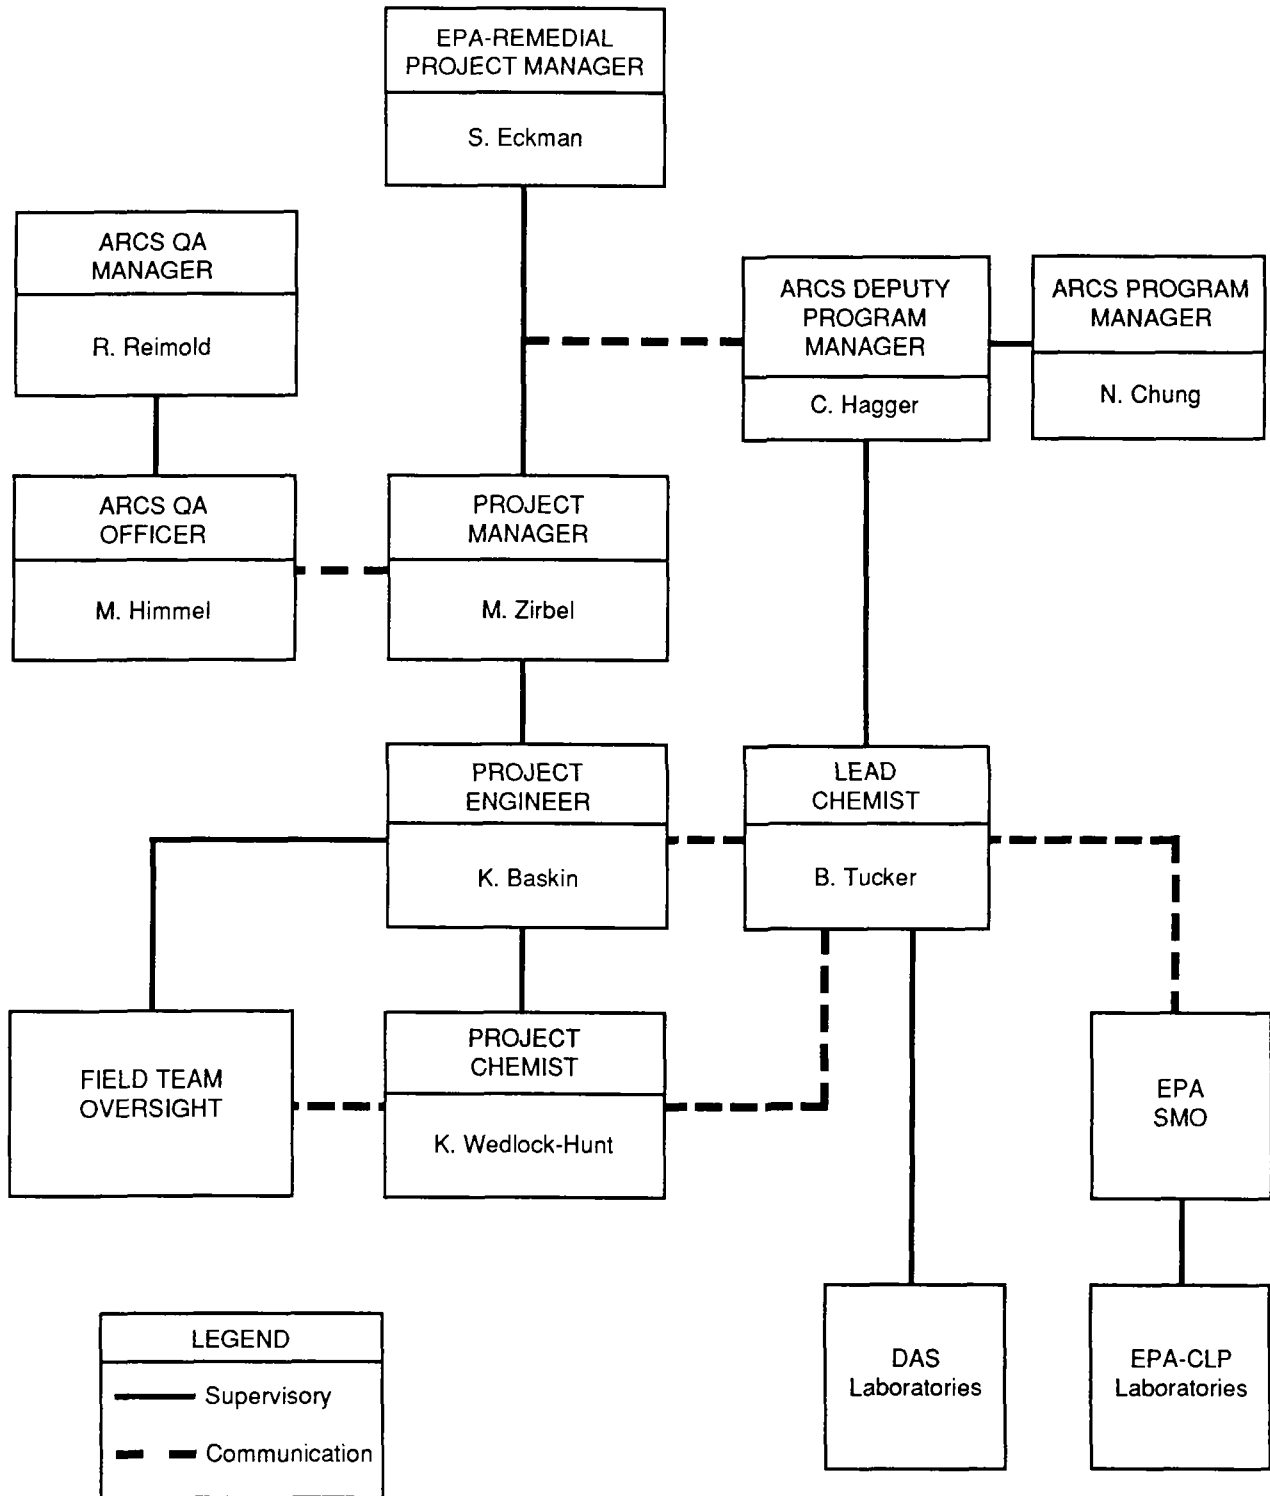 EPA-REMEDIAL
PROJECT MANAGER
S. Eckman
ARCS QA
MANAGER
R. Reimold
ARCS DEPUTY
PROGRAM
MANAGER
C. Hagger
ARCS PROGRAM
MANAGER
N. Chung
ARCS QA
OFFICER
M. Himmel
PROJECT
MANAGER
M. Zirbel
PROJECT
ENGINEER
K. Baskin
LEAD
CHEMIST
B. Tucker
FIELD TEAM
OVERSIGHT
PROJECT
CHEMIST
K. Wedlock-Hunt
EPA
SMO
DAS
Laboratories
EPA-CLP
Laboratories
LEGEND
Supervisory
Communication